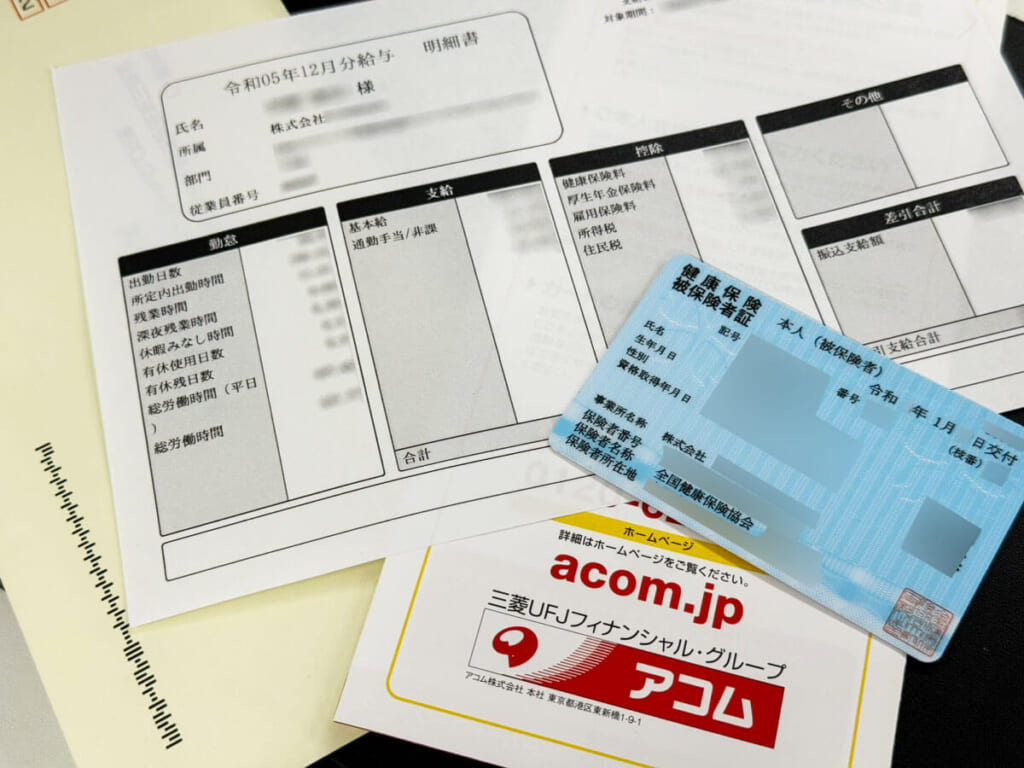 対象期間：
令和05年12月分給与 明細書
様
氏名
所属 株式会社
部門
従業員番号
勤怠
出勤日数
所定内出勤時間
残業時間
深夜残業時間
休暇みなし時間
有休使用日数
有休残日数
総労働時間（平日
）
総労働時間
支給
基本給
通勤手当/非課
合計
控除
健康保険料
厚生年金保険料
雇用保険料
所得税
住民税
その他
差引合計
振込支給額
引支給合計
健康保険
被保険者証
本人（被保険者）
令和 年 1月 日交付
氏名
記号
番号
(枝番)
生年月日
性別
資格取得年月日
事業所名称 株式会社
保険者番号
保険者名称 全国健康保険協会
保険者所在地
ホームページ
詳細はホームページをご覧ください。
acom.jp
三菱UFJフィナンシャル・グループ
アコム
アコム株式会社 本社 東京都港区東新橋1-9-1